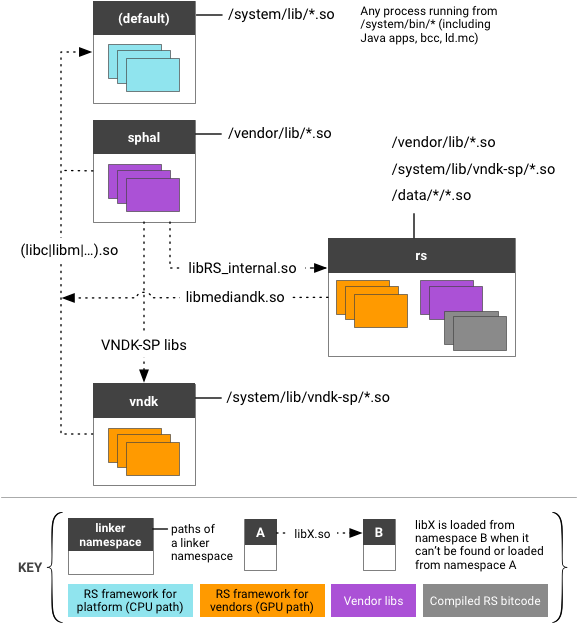 (default)
/system/lib/*.so
Any process running from
/system/bin/* (including
Java apps, bcc, ld.mc)
sphal
/vendor/lib/*.so
/vendor/lib/*.so
/system/lib/vndk-sp/*.so
/data/*/*.so
(libc|libm|…).so
rs
libRS_internal.so
libmediandk.so
VNDK-SP libs
vndk
/system/lib/vndk-sp/*.so
KEY
linker
namespace
paths of
a linker
namespace
A
libX.so
B
libX is loaded from
namespace B when it
can't be found or loaded
from namespace A
RS framework for
platform (CPU path)
RS framework for
vendors (GPU path)
Vendor libs
Compiled RS bitcode